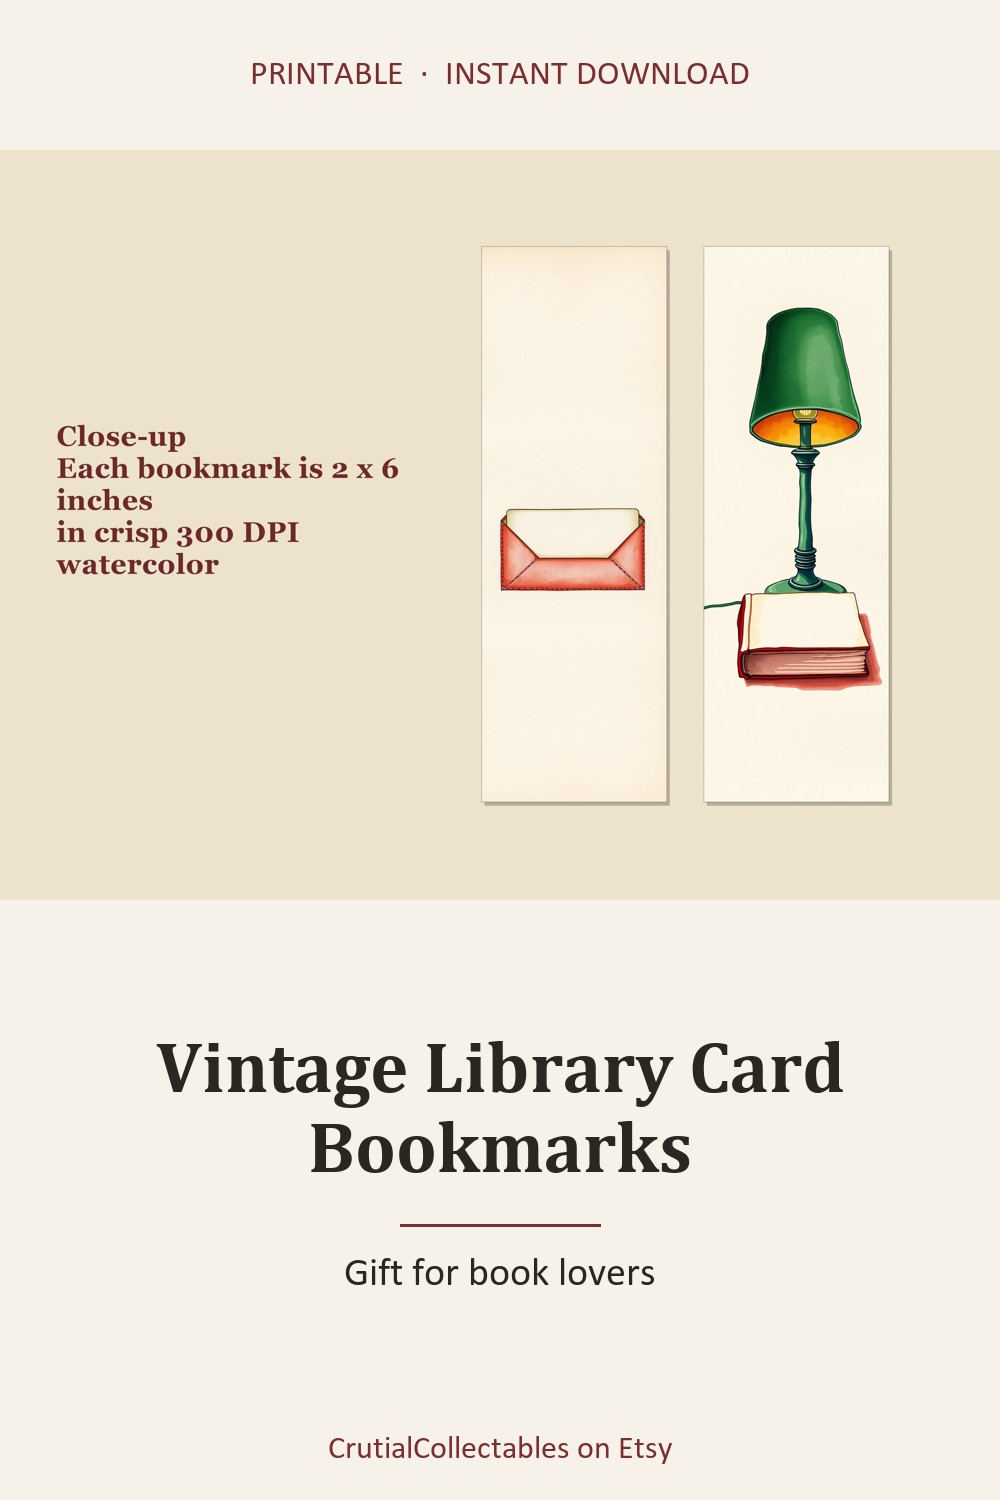 PRINTABLE · INSTANT DOWNLOAD
Close-up
Each bookmark is 2 x 6
inches
in crisp 300 DPI
watercolor
Vintage Library Card
Bookmarks
Gift for book lovers
CrutialCollectables on Etsy